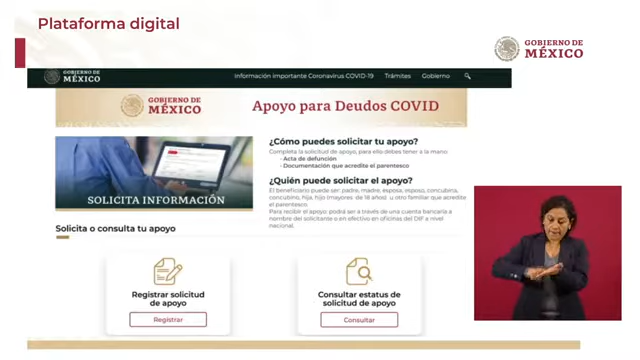 Plataforma digital
GOBIERNO DE
MÉXICO
GOBIERNO DE
MÉXICO
Información importante Coronavirus COVID-19
Trámites
Gobierno
GOBIERNO DE
MÉXICO
Apoyo para Deudos COVID
SOLICITA INFORMACIÓN
¿Cómo puedes solicitar tu apoyo?
Completa la solicitud de apoyo, para ello debes tener a la mano:
- Acta de defunción
- Documentación que acredite el parentesco
¿Quién puede solicitar el apoyo?
El beneficiario puede ser: padre, madre, esposa, esposo, concubina,
concubino, hija, hijo (mayores de 18 años) u otro familiar que acredite
el parentesco.
Para recibir el apoyo: podrá ser a través de una cuenta bancaria a
nombre del solicitante o en efectivo en oficinas del DIF a nivel
nacional.
Solicita o consulta tu apoyo
Registrar solicitud
de apoyo
Registrar
Consultar estatus de
solicitud de apoyo
Consultar